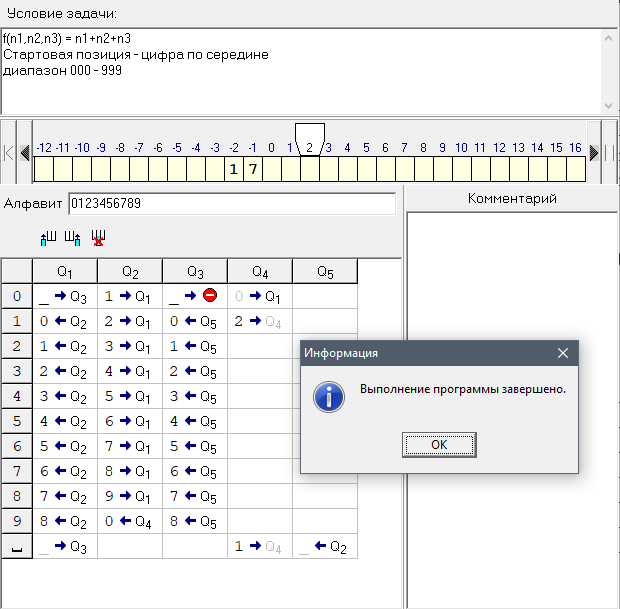 Условие задачи:
f(n1,n2,n3) = n1+n2+n3
Стартовая позиция - цифра по середине
диапазон 000 - 999
-12 -11 -10 -9 -8 -7 -6 -5 -4 -3 -2 -1 0 1 2 3 4 5 6 7 8 9 10 11 12 13 14 15 16
1 7
Алфавит 0123456789
Комментарий
Q1 Q2 Q3 Q4 Q5
0 _ → Q3 1 → Q1 _ → 0 → Q1
1 0 ← Q2 2 → Q1 0 ← Q5 2 → Q4
2 1 ← Q2 3 → Q1 1 ← Q5
3 2 ← Q2 4 → Q1 2 ← Q5
4 3 ← Q2 5 → Q1 3 ← Q5
5 4 ← Q2 6 → Q1 4 ← Q5
6 5 ← Q2 7 → Q1 5 ← Q5
7 6 ← Q2 8 → Q1 6 ← Q5
8 7 ← Q2 9 → Q1 7 ← Q5
9 8 ← Q2 0 ← Q4 8 ← Q5
_ → Q3 1 → Q4 _ ← Q2
Информация
Выполнение программы завершено.
OK